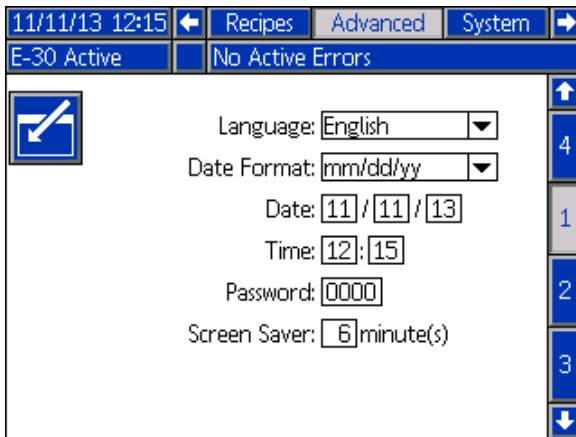 11/11/13 12:15 Recipes Advanced System
E-30 Active No Active Errors
Language: English
4
Date Format: mm/dd/yy
Date: 11 / 11 / 13
1
Time: 12 : 15
Password: 0000
2
Screen Saver: 6 minute(s)
3